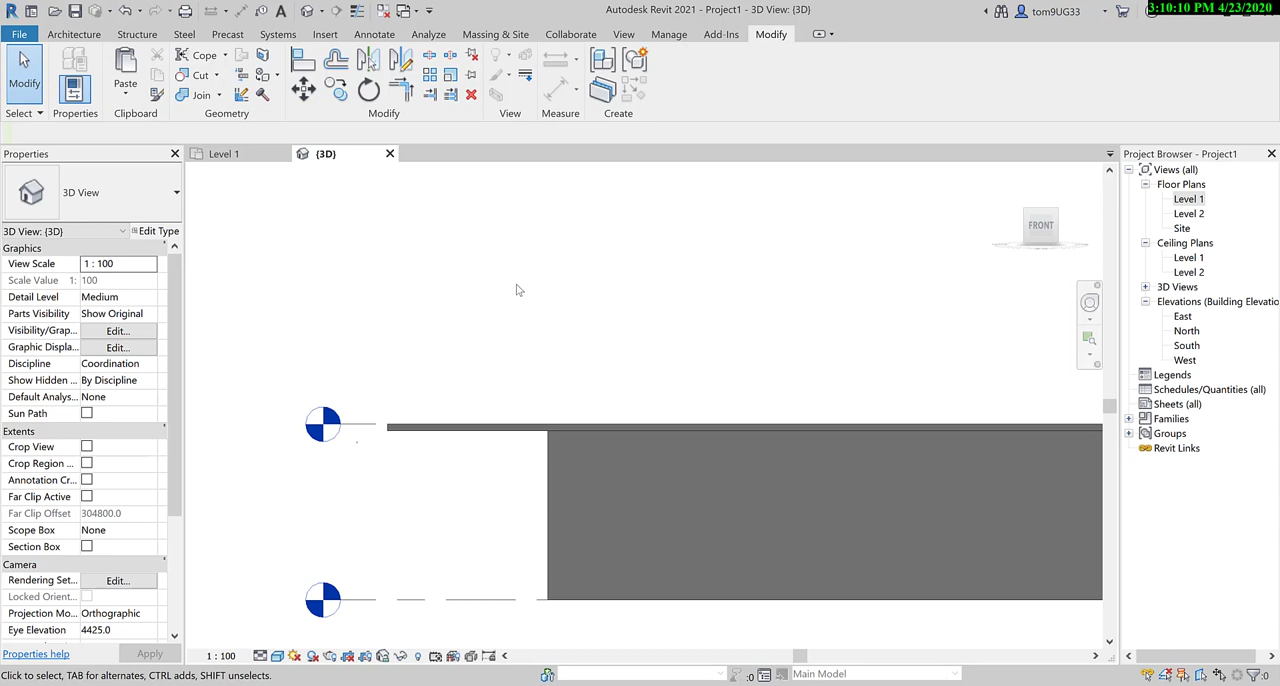 Autodesk Revit 2021 - Project1 - 3D View: {3D}
tom9UG33
3:10:10 PM 4/23/2020
File
Architecture
Structure
Steel
Precast
Systems
Insert
Annotate
Analyze
Massing & Site
Collaborate
View
Manage
Add-Ins
Modify
Modify
Paste
Cope
Cut
Join
Select
Properties
Clipboard
Geometry
Modify
View
Measure
Create
Properties
Level 1
{3D}
Project Browser - Project1
3D View
3D View: {3D}
Edit Type
Graphics
View Scale
1 : 100
Scale Value 1:
100
Detail Level
Medium
Parts Visibility
Show Original
Visibility/Grap...
Edit...
Graphic Displa...
Edit...
Discipline
Coordination
Show Hidden ...
By Discipline
Default Analys...
None
Sun Path
Extents
Crop View
Crop Region ...
Annotation Cr...
Far Clip Active
Far Clip Offset
304800.0
Scope Box
None
Section Box
Camera
Rendering Set...
Edit...
Locked Orient...
Projection Mo...
Orthographic
Eye Elevation
4425.0
Properties help
Apply
FRONT
Views (all)
Floor Plans
Level 1
Level 2
Site
Ceiling Plans
Level 1
Level 2
3D Views
Elevations (Building Elevatio
East
North
South
West
Legends
Schedules/Quantities (all)
Sheets (all)
Families
Groups
Revit Links
1 : 100
Click to select, TAB for alternates, CTRL adds, SHIFT unselects.
:0
Main Model
:0